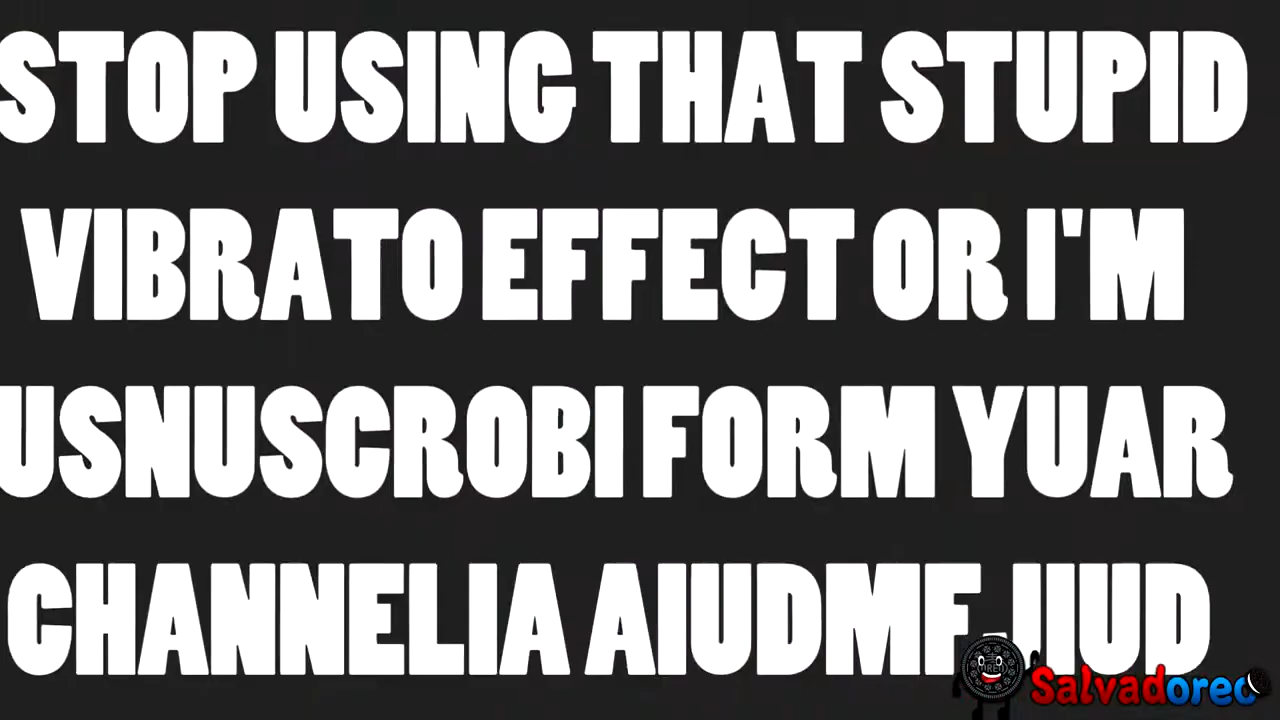 STOP USING THAT STUPID
VIBRATO EFFECT OR I'M
USNUSCROBI FORM YUAR
CHANNELIA AIUDMF JIUD
Salvadoreo